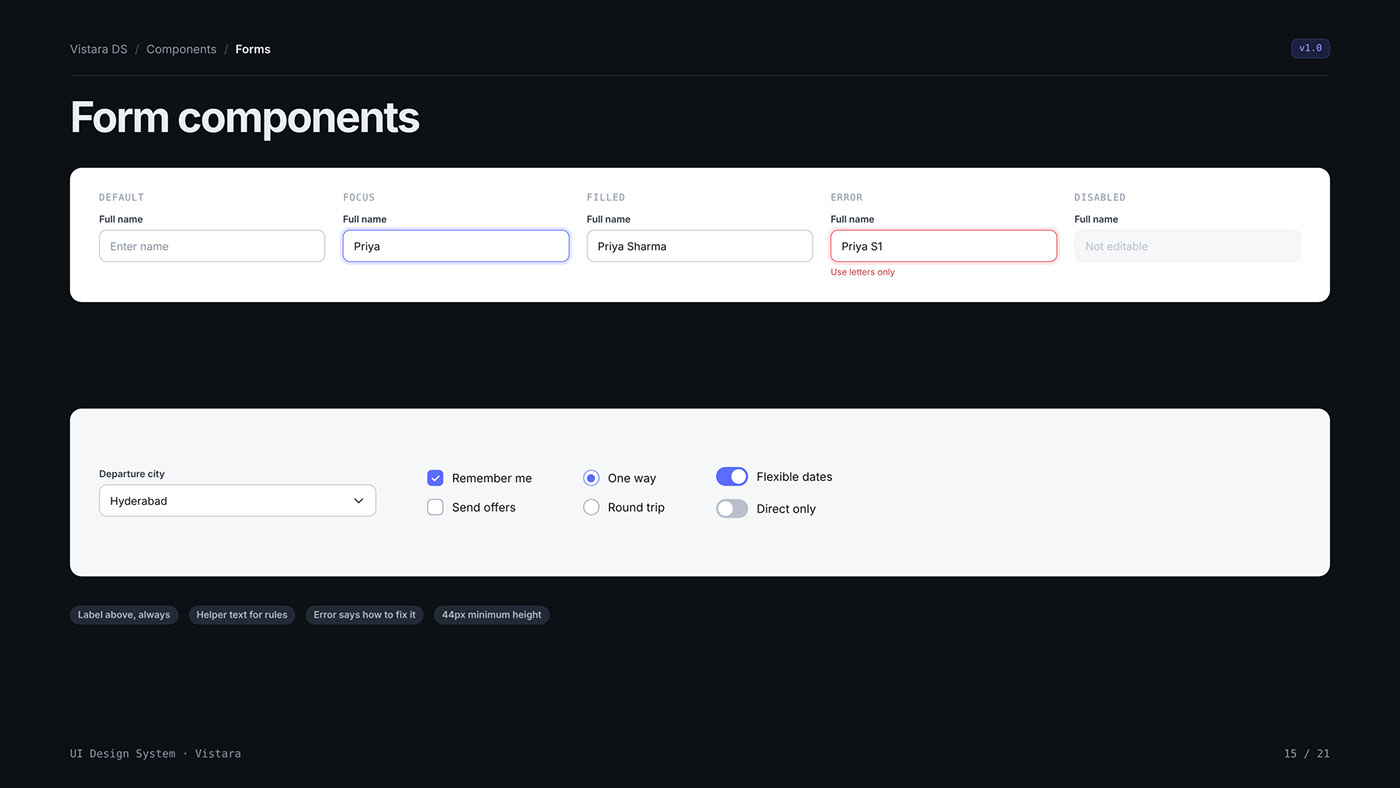 Vistara DS / Components / Forms
v1.0
Form components
DEFAULT
Full name
Enter name
FOCUS
Full name
Priya
FILLED
Full name
Priya Sharma
ERROR
Full name
Priya S1
Use letters only
DISABLED
Full name
Not editable
Departure city
Hyderabad
Remember me
Send offers
One way
Round trip
Flexible dates
Direct only
Label above, always
Helper text for rules
Error says how to fix it
44px minimum height
UI Design System · Vistara
15 / 21